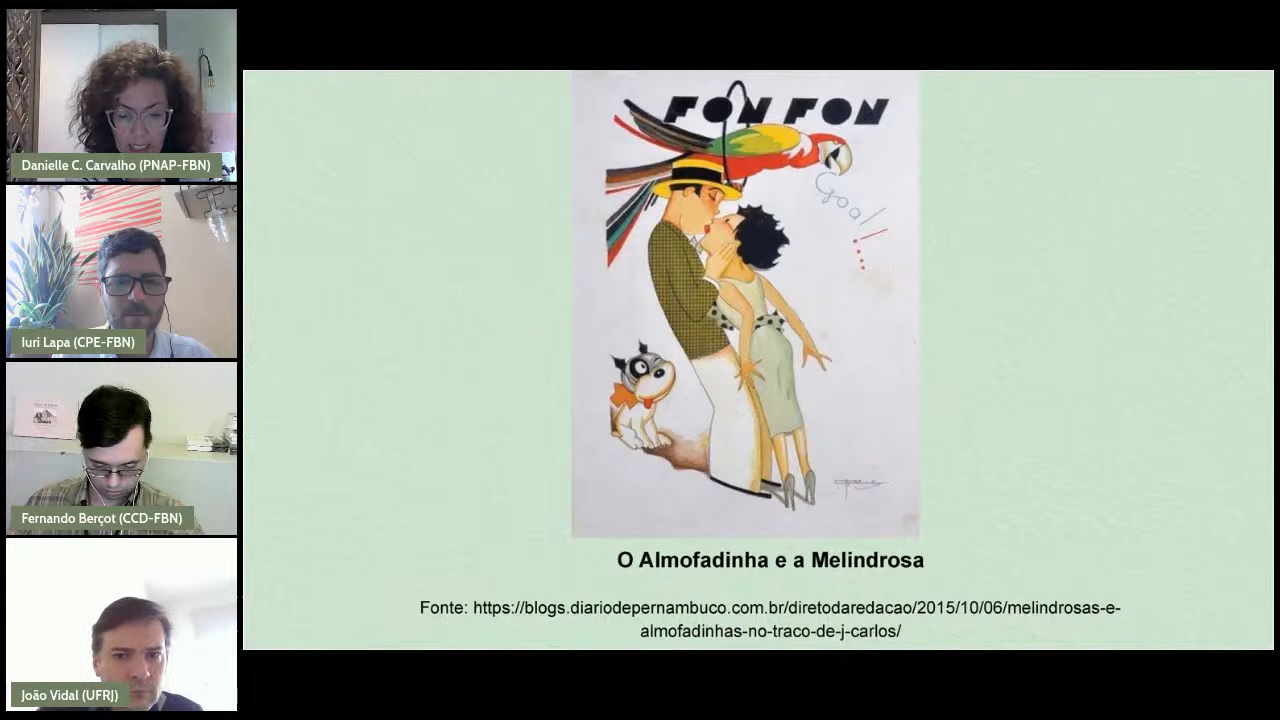 Danielle C. Carvalho (PNAP-FBN)
Iuri Lapa (CPE-FBN)
Fernando Berçot (CCD-FBN)
João Vidal (UFRJ)
FON FON
Goal!
O Almofadinha e a Melindrosa
Fonte: https://blogs.diariodepernambuco.com.br/diretodaredacao/2015/10/06/melindrosas-e-
almofadinhas-no-traco-de-j-carlos/